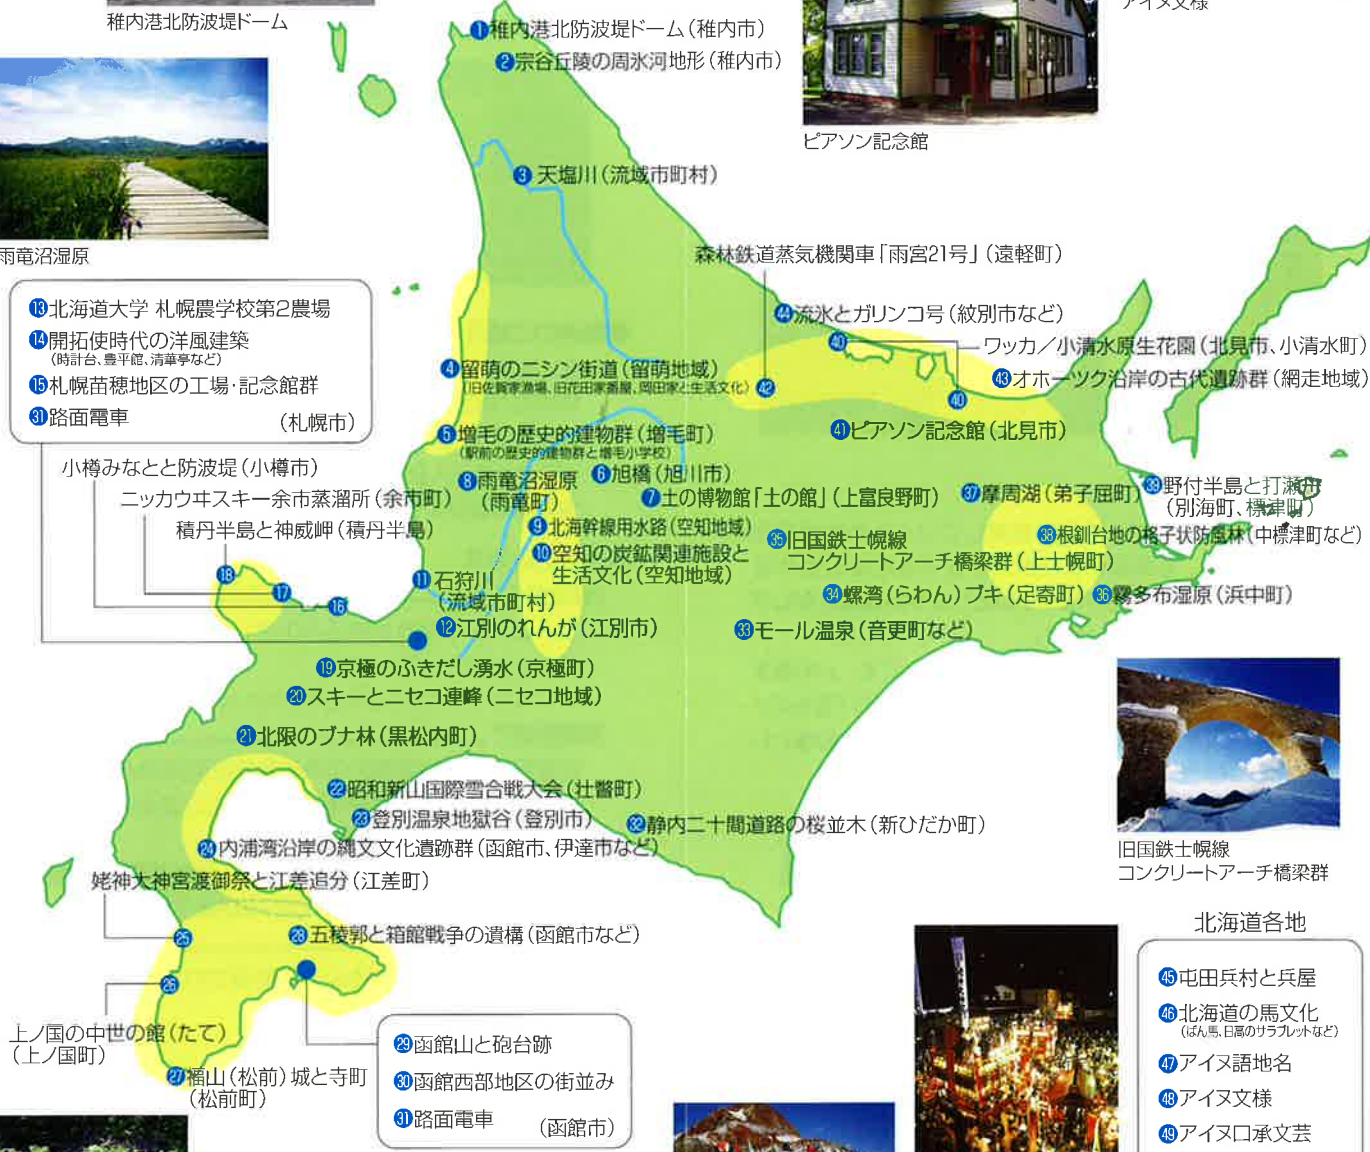 稚内港北防波堤ドーム
アイヌ文様
❶稚内港北防波堤ドーム(稚内市)
❷宗谷丘陵の周氷河地形(稚内市)
ピアソン記念館
❸天塩川(流域市町村)
雨竜沼湿原
森林鉄道蒸気機関車「雨宮21号」(遠軽町)
⓭北海道大学 札幌農学校第2農場
⓮開拓使時代の洋風建築
(時計台、豊平館、清華亭など)
⓯札幌苗穂地区の工場・記念館群
㉛路面電車 (札幌市)
㊹流氷とガリンコ号(紋別市など)
㊵
ワッカ/小清水原生花園(北見市、小清水町)
㊸オホーツク沿岸の古代遺跡群(網走地域)
㊷
㊵
❹留萌のニシン街道(留萌地域)
(旧佐賀家漁場、旧花田家番屋、岡田家と生活文化)
㊶ピアソン記念館(北見市)
❺増毛の歴史的建物群(増毛町)
(駅前の歴史的建物群と増毛小学校)
小樽みなとと防波堤(小樽市)
❽雨竜沼湿原
(雨竜町)
❻旭橋(旭川市)
ニッカウヰスキー余市蒸溜所(余市町)
❼土の博物館「土の館」(上富良野町)
㊲摩周湖(弟子屈町)
㊴野付半島と打瀬舟
(別海町、標津町)
積丹半島と神威岬(積丹半島)
❾北海幹線用水路(空知地域)
㉟旧国鉄士幌線
コンクリートアーチ橋梁群(上士幌町)
㊳根釧台地の格子状防風林(中標津町など)
❿空知の炭鉱関連施設と
生活文化(空知地域)
⓲
⓱
⓰
⓫石狩川
(流域市町村)
㉞螺湾(らわん)ブキ(足寄町)
㊱霧多布湿原(浜中町)
⓬江別のれんが(江別市)
㉝モール温泉(音更町など)
⓳京極のふきだし湧水(京極町)
⓴スキーとニセコ連峰(ニセコ地域)
㉑北限のブナ林(黒松内町)
㉒昭和新山国際雪合戦大会(壮瞥町)
㉓登別温泉地獄谷(登別市)
㉜静内二十間道路の桜並木(新ひだか町)
㉔内浦湾沿岸の縄文文化遺跡群(函館市、伊達市など)
旧国鉄士幌線
コンクリートアーチ橋梁群
姥神大神宮渡御祭と江差追分(江差町)
㉕
㉘五稜郭と箱館戦争の遺構(函館市など)
㉖
上ノ国の中世の館(たて)
(上ノ国町)
㉗福山(松前)城と寺町
(松前町)
㉙函館山と砲台跡
㉚函館西部地区の街並み
㉛路面電車 (函館市)
北海道各地
㊺屯田兵村と兵屋
㊻北海道の馬文化
(ばん馬、日高のサラブレットなど)
㊼アイヌ語地名
㊽アイヌ文様
㊾アイヌ口承文芸